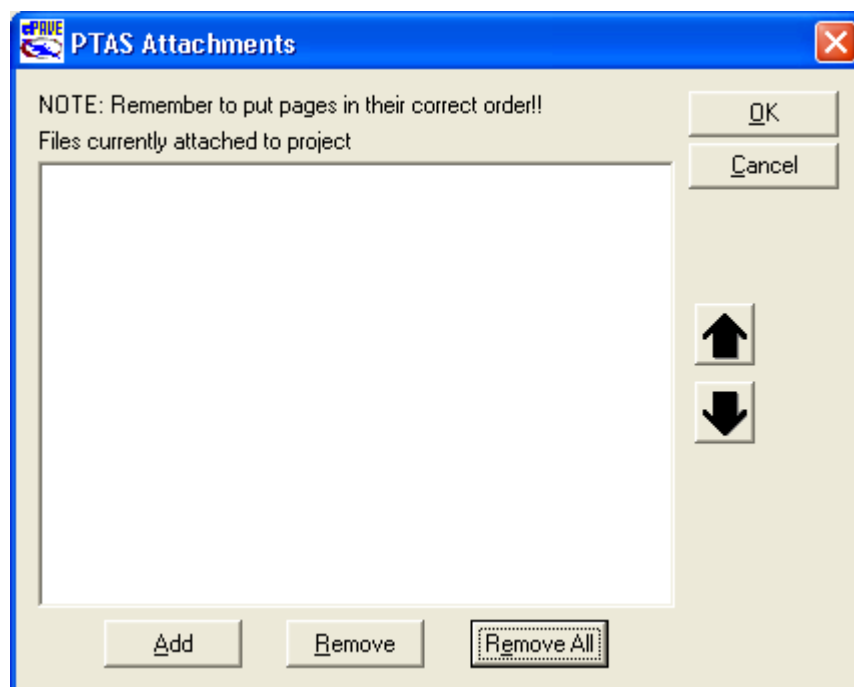 ePAVE
PTAS Attachments
NOTE: Remember to put pages in their correct order!!
OK
Files currently attached to project
Cancel
Add
Remove
Remove All